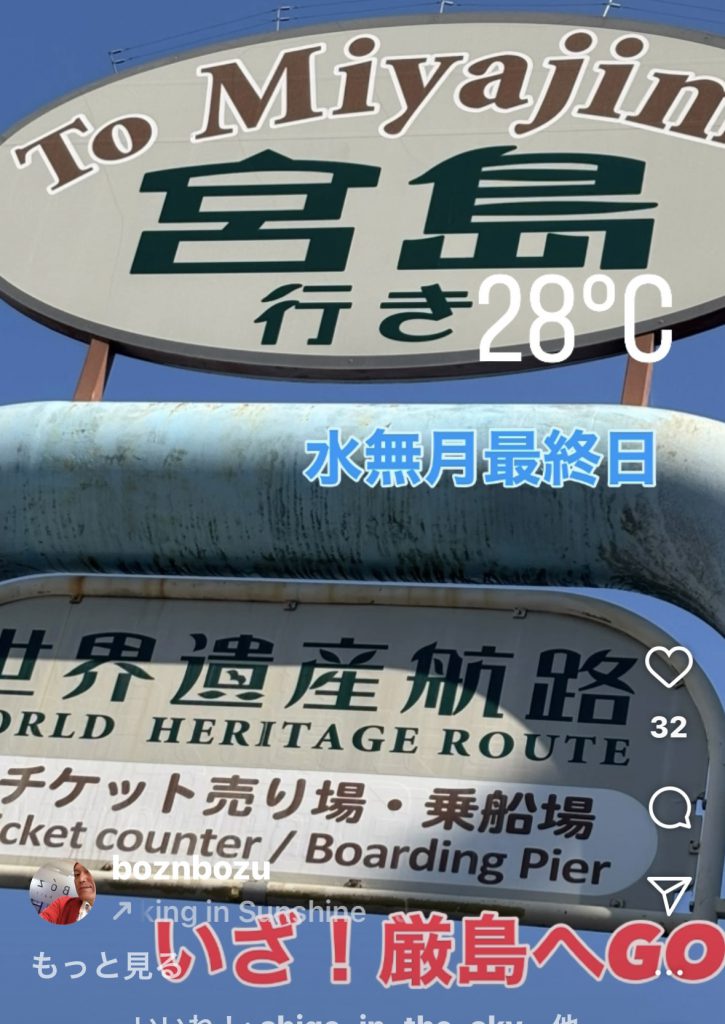 To Miyajim
宮島
行き
28°C
水無月最終日
世界遺産航路
ORLD HERITAGE ROUTE
チケット売り場・乗船場
icket counter / Boarding Pier
32
boznbozu
↗ king in Sunshine
いざ！厳島へGO
もっと見る
...